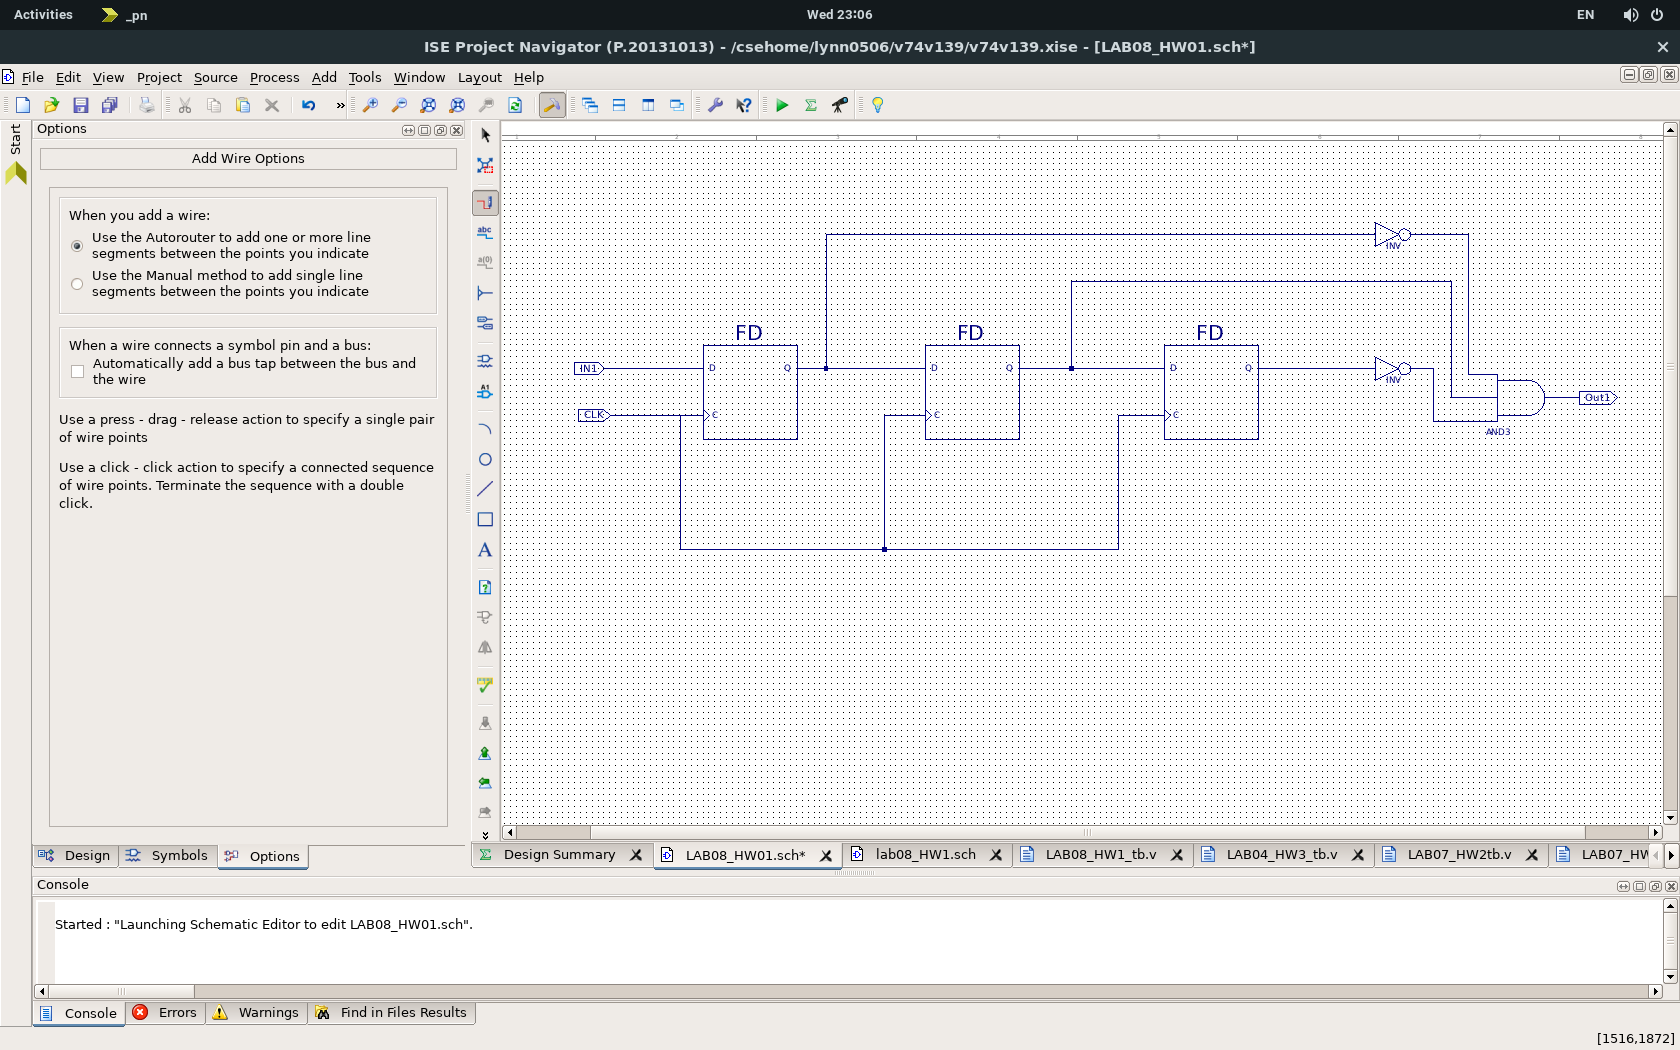 Activities
_pn
Wed 23:06
EN
ISE Project Navigator (P.20131013) - /csehome/lynn0506/v74v139/v74v139.xise - [LAB08_HW01.sch*]
File Edit View Project Source Process Add Tools Window Layout Help
»
Start
Options
Add Wire Options
When you add a wire:
Use the Autorouter to add one or more line
segments between the points you indicate
Use the Manual method to add single line
segments between the points you indicate
When a wire connects a symbol pin and a bus:
Automatically add a bus tap between the bus and
the wire
Use a press - drag - release action to specify a single pair
of wire points
Use a click - click action to specify a connected sequence
of wire points. Terminate the sequence with a double
click.
abc
a(0)
A1
A
INV
FD FD FD
IN1 D Q D Q D Q
INV
CLK C C C
Out1
AND3
Design Symbols Options
Design Summary LAB08_HW01.sch* lab08_HW1.sch LAB08_HW1_tb.v LAB04_HW3_tb.v LAB07_HW2tb.v LAB07_HW
Console
Started : "Launching Schematic Editor to edit LAB08_HW01.sch".
Console Errors Warnings Find in Files Results
[1516,1872]